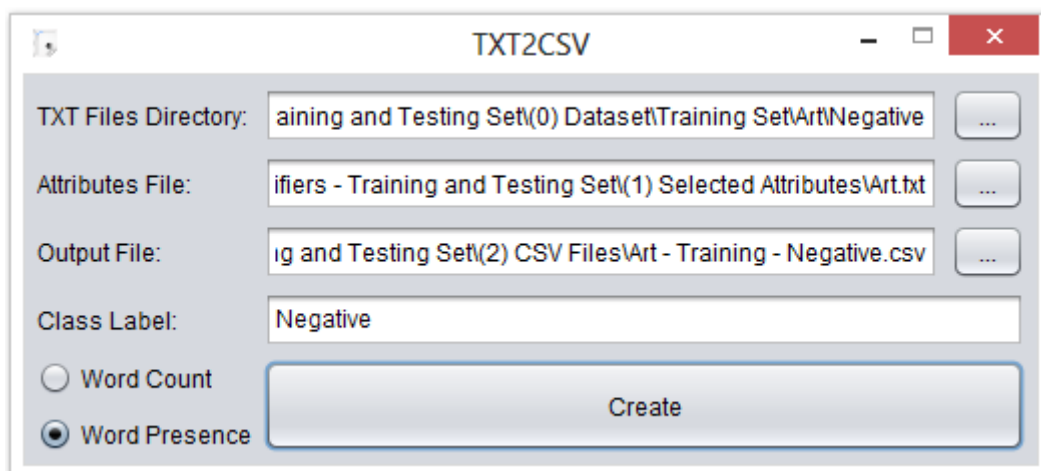 TXT2CSV
TXT Files Directory: aining and Testing Set\(0) Dataset\Training Set\Art\Negative ...
Attributes File: ifiers - Training and Testing Set\(1) Selected Attributes\Art.txt ...
Output File: ng and Testing Set\(2) CSV Files\Art - Training - Negative.csv ...
Class Label: Negative
Word Count
Create
Word Presence